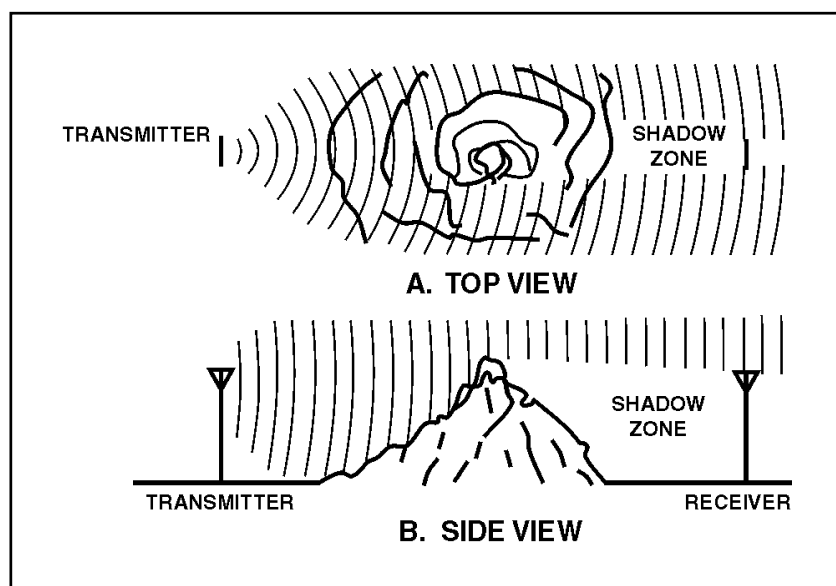 TRANSMITTER
SHADOW
ZONE
A. TOP VIEW
SHADOW
ZONE
TRANSMITTER
RECEIVER
B. SIDE VIEW